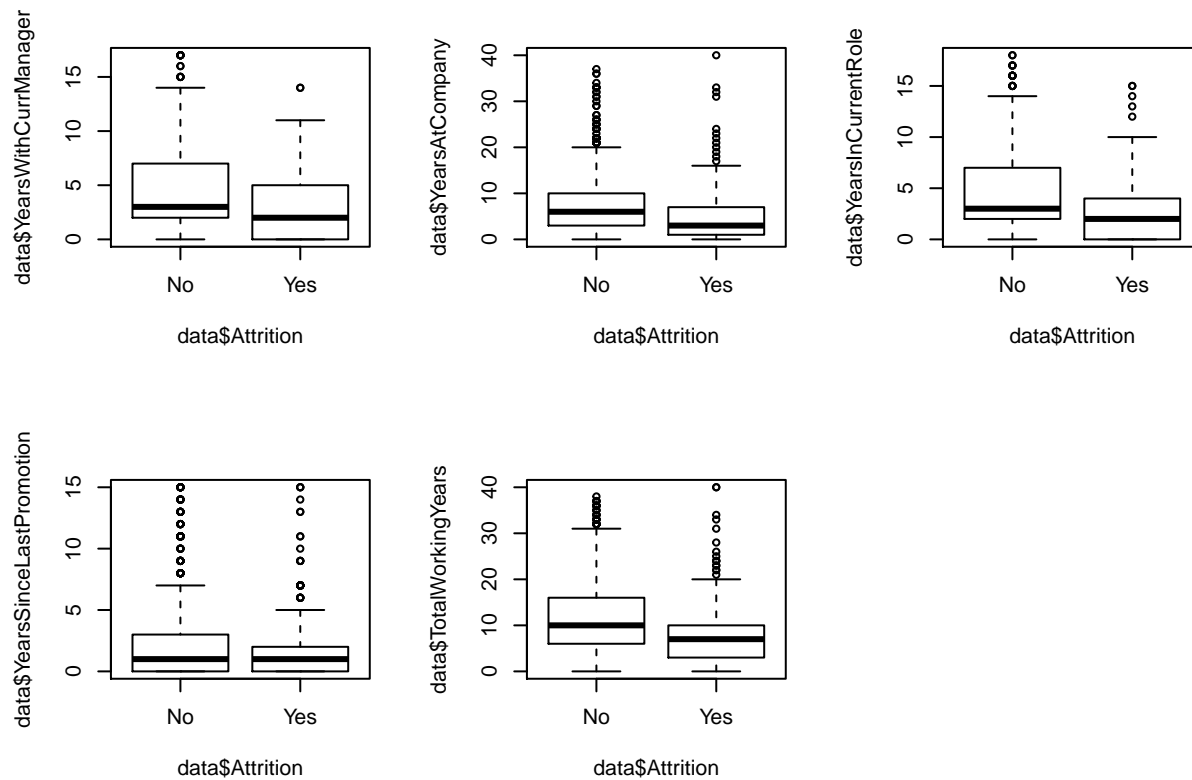 data$YearsWithCurrManager
15
10
5
0
No Yes
data$Attrition
data$YearsAtCompany
40
30
20
10
0
No Yes
data$Attrition
data$YearsInCurrentRole
15
10
5
0
No Yes
data$Attrition
data$YearsSinceLastPromotion
15
10
5
0
No Yes
data$Attrition
data$TotalWorkingYears
40
30
20
10
0
No Yes
data$Attrition